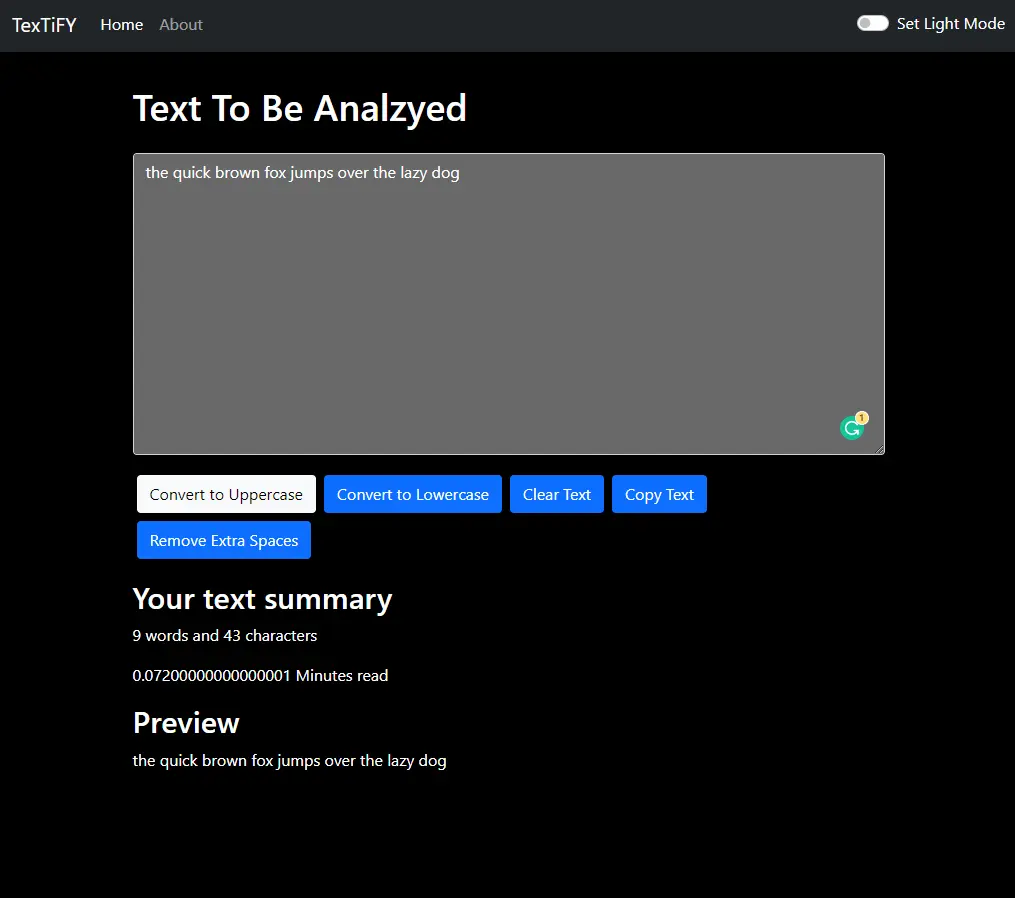 TexTiFY Home About Set Light Mode
Text To Be Analzyed
the quick brown fox jumps over the lazy dog
1
Convert to Uppercase Convert to Lowercase Clear Text Copy Text
Remove Extra Spaces
Your text summary
9 words and 43 characters
0.07200000000000001 Minutes read
Preview
the quick brown fox jumps over the lazy dog